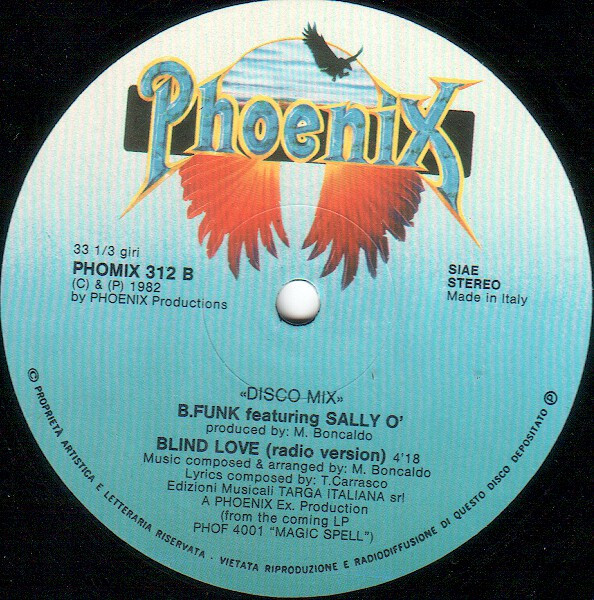 Phoenix
33 1/3 giri
PHOMIX 312 B
(C) & (P) 1982
by PHOENIX Productions
SIAE
STEREO
Made in Italy
«DISCO MIX»
B.FUNK featuring SALLY O'
produced by: M. Boncaldo
BLIND LOVE (radio version) 4'18
Music composed & arranged by: M. Boncaldo
Lyrics composed by: T.Carrasco
Edizioni Musicali TARGA ITALIANA srl
A PHOENIX Ex. Production
(from the coming LP
PHOF 4001 "MAGIC SPELL")
© PROPRIETÀ ARTISTICA E LETTERARIA RISERVATA - VIETATA RIPRODUZIONE E RADIODIFFUSIONE DI QUESTO DISCO DEPOSITATO ℗